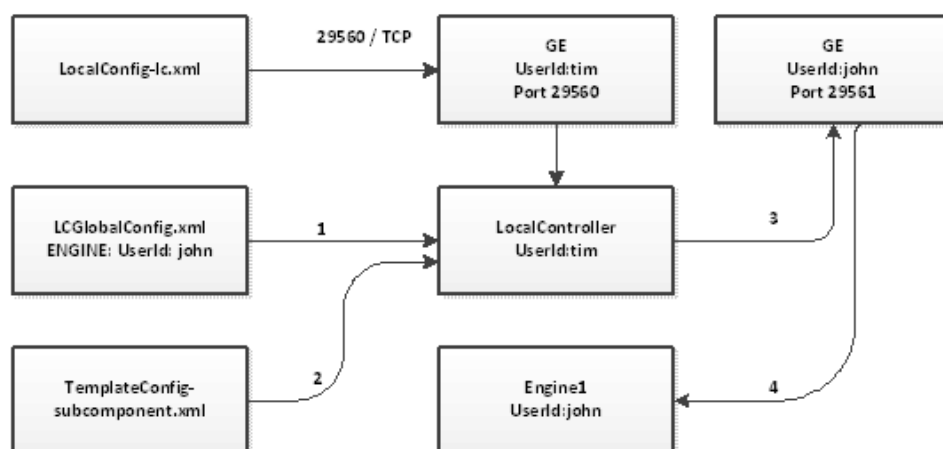 29560 / TCP
LocalConfig-lc.xml
GE
UserId:tim
Port 29560
GE
UserId:john
Port 29561
LCGlobalConfig.xml
ENGINE: UserId: john
1
LocalController
UserId:tim
3
TemplateConfig-
subcomponent.xml
2
Engine1
UserId:john
4